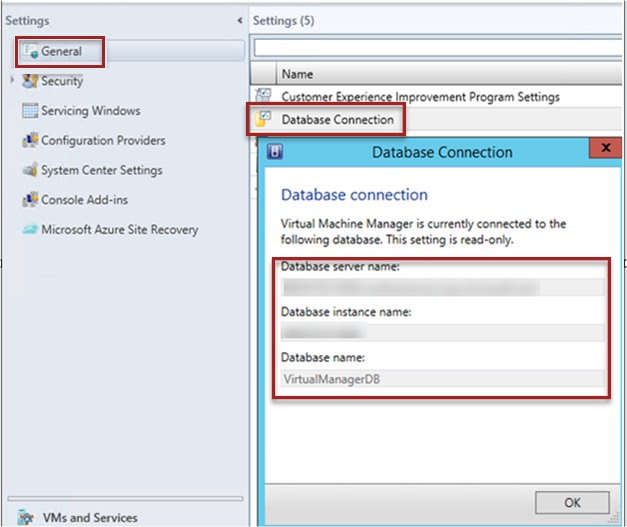 Settings
General
Security
Servicing Windows
Configuration Providers
System Center Settings
Console Add-ins
Microsoft Azure Site Recovery
VMs and Services
Settings (5)
Name
Customer Experience Improvement Program Settings
Database Connection
Database Connection
Database connection
Virtual Machine Manager is currently connected to the
following database. This setting is read-only.
Database server name:
Database instance name:
Database name:
VirtualManagerDB
OK